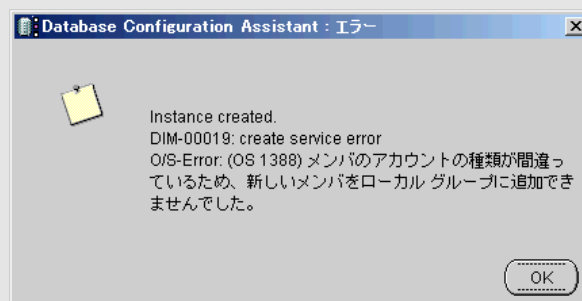 Database Configuration Assistant : エラー
Instance created.
DIM-00019: create service error
O/S-Error: (OS 1388) メンバのアカウントの種類が間違っ
ているため、新しいメンバをローカル グループに追加でき
ませんでした。
OK